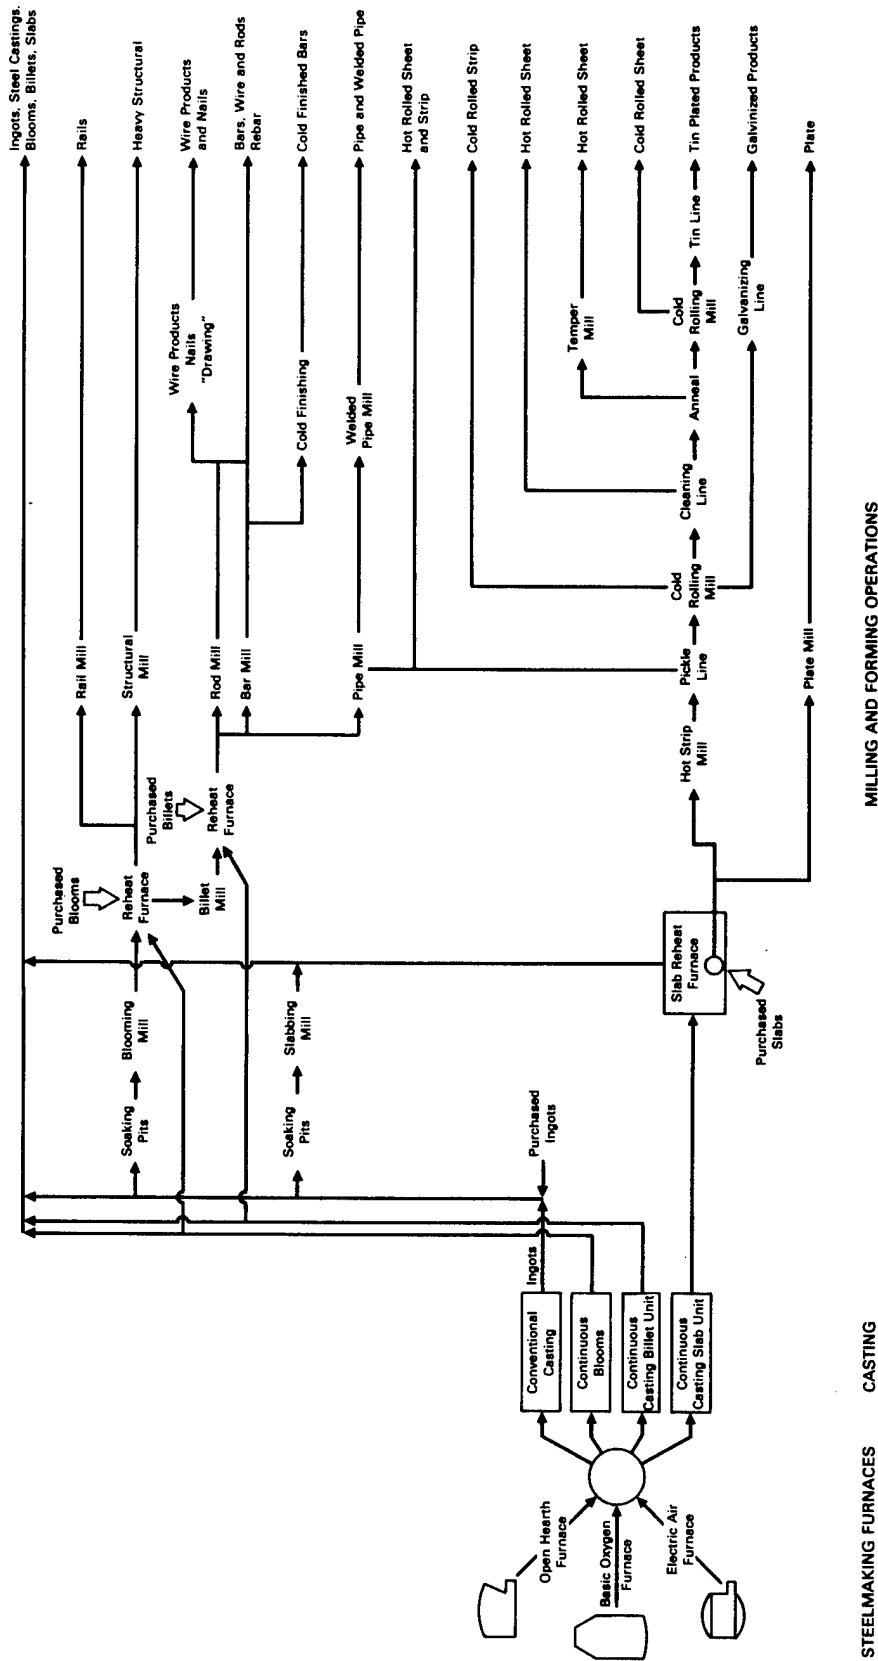 Open Hearth
Furnace
Basic Oxygen
Furnace
Electric Air
Furnace
Conventional
Casting
Continuous
Blooms
Continuous
Casting Billet Unit
Continuous
Casting Slab Unit
Ingots
Purchased
Ingots
Soaking
Pits
Blooming
Mill
Soaking
Pits
Slabbing
Mill
Purchased
Blooms
Reheat
Furnace
Billet
Mill
Purchased
Billets
Reheat
Furnace
Slab Reheat
Furnace
Purchased
Slabs
Rail Mill
Structural
Mill
Rod Mill
Bar Mill
Pipe Mill
Hot Strip
Mill
Pickle
Line
Plate Mill
Cold
Rolling
Mill
Cleaning
Line
Anneal
Cold
Rolling
Mill
Tin Line
Temper
Mill
Galvanizing
Line
Wire Products
Nails
"Drawing"
Cold Finishing
Welded
Pipe Mill
Ingots, Steel Castings,
Blooms, Billets, Slabs
Rails
Heavy Structural
Wire Products
and Nails
Bars, Wire and Rods
Rebar
Cold Finished Bars
Pipe and Welded Pipe
Hot Rolled Sheet
and Strip
Cold Rolled Strip
Hot Rolled Sheet
Hot Rolled Sheet
Cold Rolled Sheet
Tin Plated Products
Galvinized Products
Plate
STEELMAKING FURNACES
CASTING
MILLING AND FORMING OPERATIONS